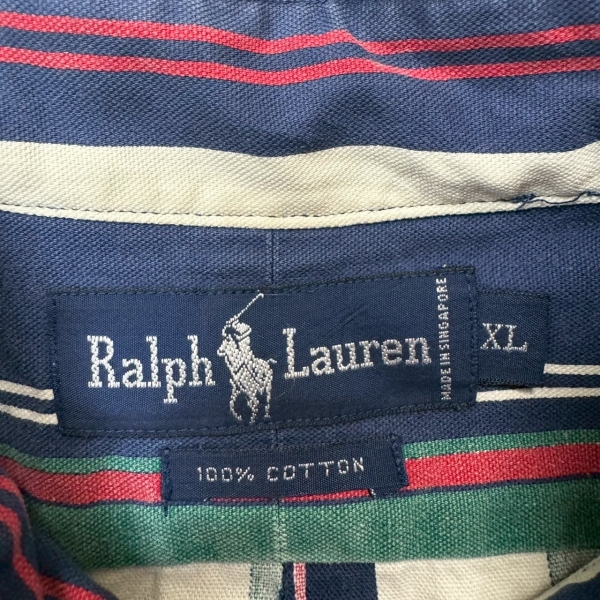 Ralph Lauren
MADE IN SINGAPORE
XL
100% COTTON